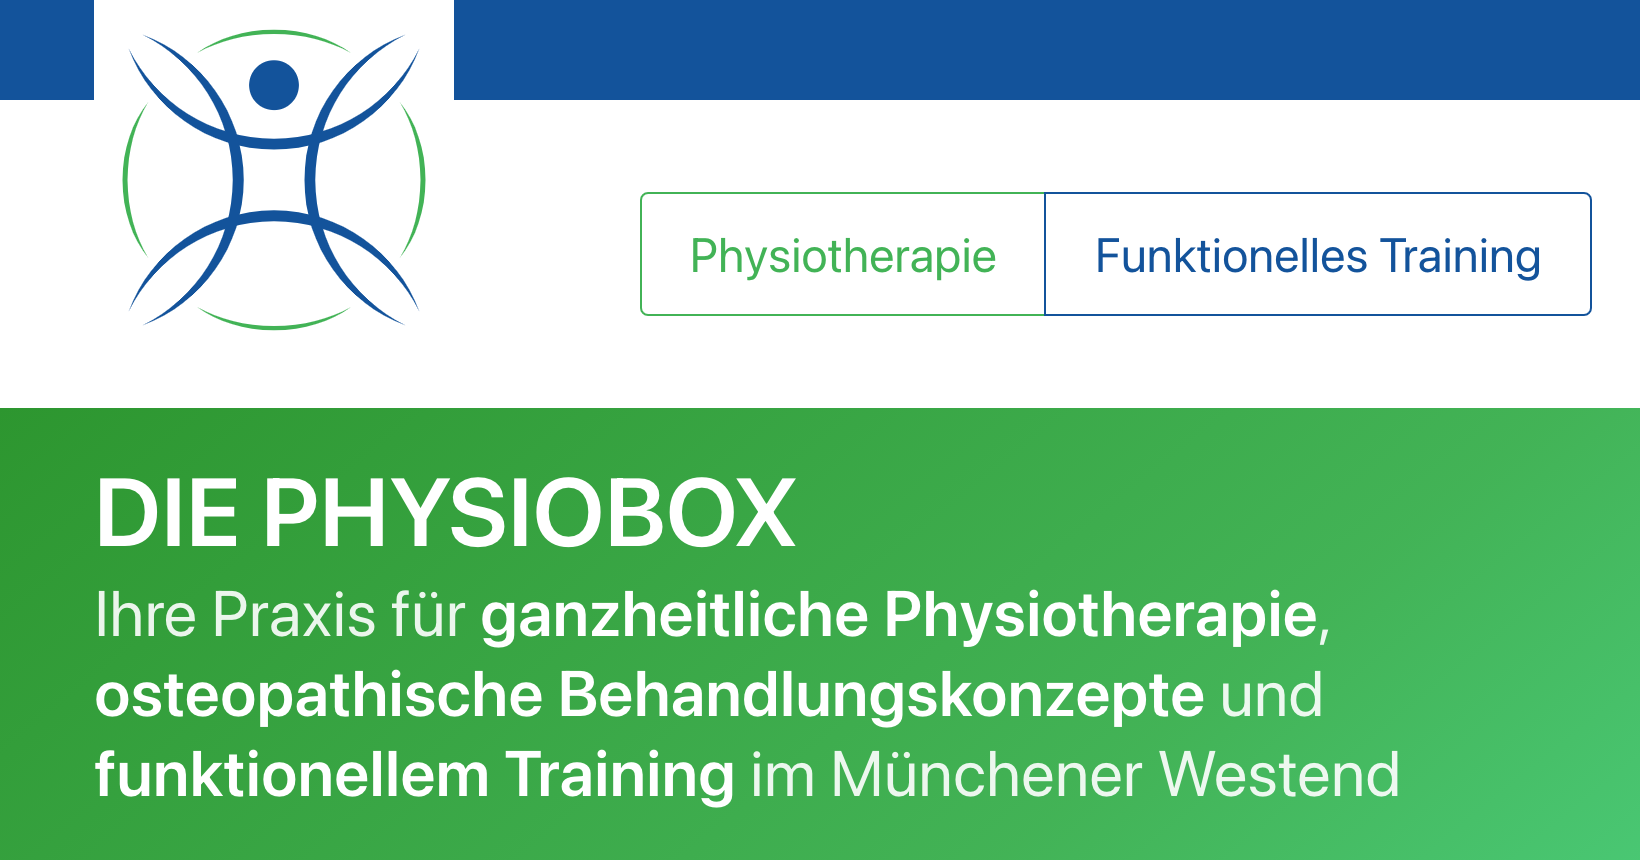 Physiotherapie
Funktionelles Training
DIE PHYSIOBOX
Ihre Praxis für ganzheitliche Physiotherapie,
osteopathische Behandlungskonzepte und
funktionellem Training im Münchener Westend